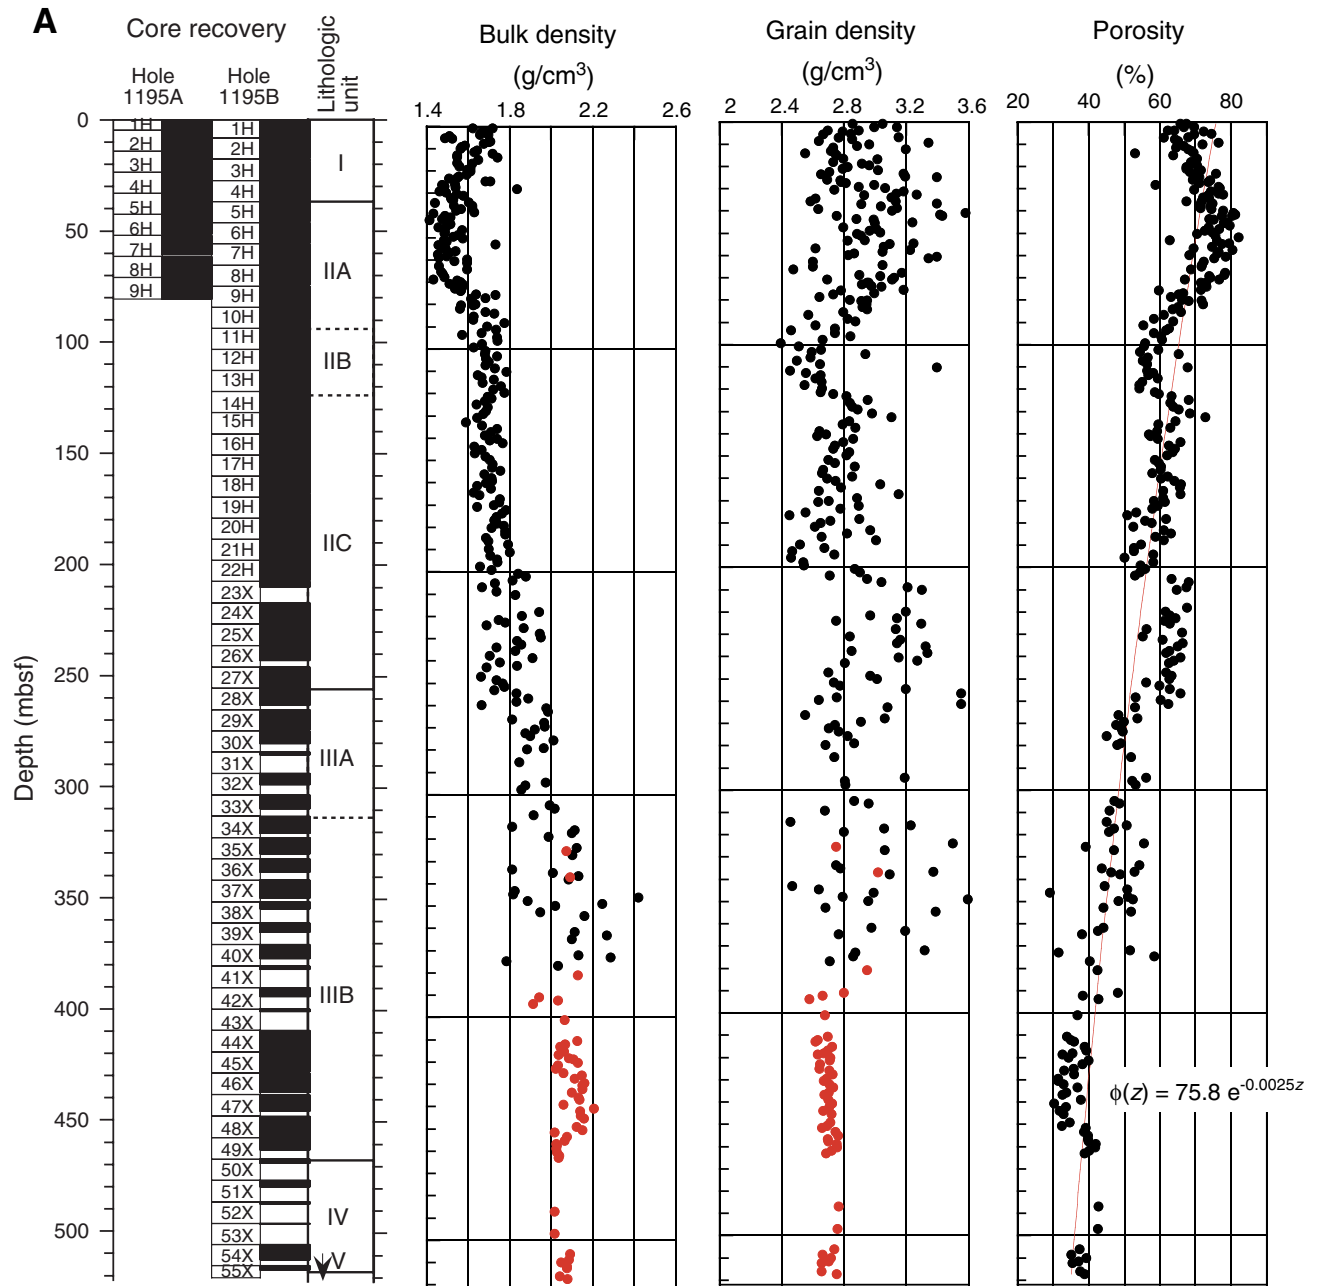 A
Core recovery
Hole 1195A
Hole 1195B
Lithologic unit
Bulk density
(g/cm³)
1.4 1.8 2.2 2.6
Grain density
(g/cm³)
2 2.4 2.8 3.2 3.6
Porosity
(%)
20 40 60 80
Depth (mbsf)
0
50
100
150
200
250
300
350
400
450
500
1H
2H
3H
4H
5H
6H
7H
8H
9H
1H
2H
3H
4H
5H
6H
7H
8H
9H
10H
11H
12H
13H
14H
15H
16H
17H
18H
19H
20H
21H
22H
23X
24X
25X
26X
27X
28X
29X
30X
31X
32X
33X
34X
35X
36X
37X
38X
39X
40X
41X
42X
43X
44X
45X
46X
47X
48X
49X
50X
51X
52X
53X
54X
55X
I
IIA
IIB
IIC
IIIA
IIIB
IV
V
ϕ(z) = 75.8 e^-0.0025z